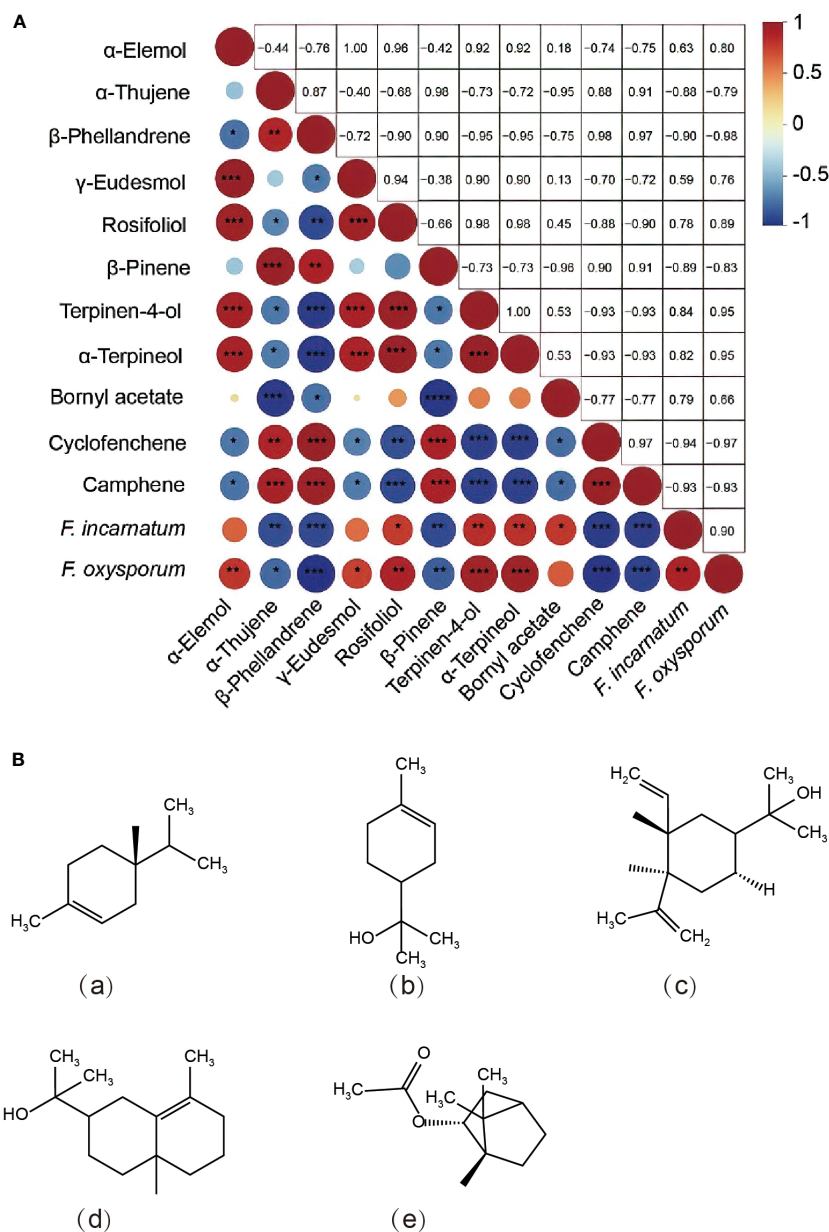 A
α-Elemol −0.44 −0.76 1.00 0.96 −0.42 0.92 0.92 0.18 −0.74 −0.75 0.63 0.80
α-Thujene 0.87 −0.40 −0.68 0.98 −0.73 −0.72 −0.95 0.88 0.91 −0.88 −0.79
β-Phellandrene * ** −0.72 −0.90 0.90 −0.95 −0.95 −0.75 0.98 0.97 −0.90 −0.98
γ-Eudesmol *** * 0.94 −0.38 0.90 0.90 0.13 −0.70 −0.72 0.59 0.76
Rosifoliol *** * ** *** −0.66 0.98 0.98 0.45 −0.88 −0.90 0.78 0.89
β-Pinene *** ** −0.73 −0.73 −0.96 0.90 0.91 −0.89 −0.83
Terpinen-4-ol *** * *** *** *** * 1.00 0.53 −0.93 −0.93 0.84 0.95
α-Terpineol *** * *** *** *** * *** 0.53 −0.93 −0.93 0.82 0.95
Bornyl acetate *** * **** −0.77 −0.77 0.79 0.66
Cyclofenchene * ** *** * ** *** *** *** * 0.97 −0.94 −0.97
Camphene * *** *** * *** *** *** *** * *** −0.93 −0.93
F. incarnatum ** *** * ** ** ** * *** *** 0.90
F. oxysporum ** * *** * ** ** *** *** *** *** **
α-Elemol
α-Thujene
β-Phellandrene
γ-Eudesmol
Rosifoliol
β-Pinene
Terpinen-4-ol
α-Terpineol
Bornyl acetate
Cyclofenchene
Camphene
F. incarnatum
F. oxysporum
1
0.5
0
−0.5
-1
B
CH3
CH3
H3C
(a)
CH3
HO
CH3
CH3
(b)
H2C
CH3
OH
CH3
H
H3C
CH2
(c)
CH3
CH3
CH3
HO
(d)
O
H3C
CH3
H3C
O
(e)